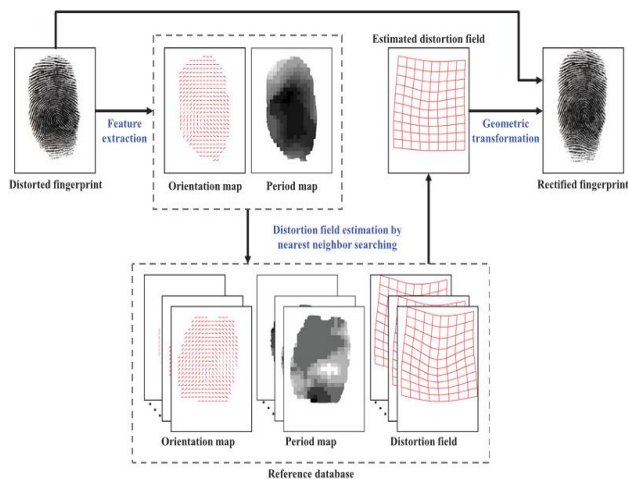 Estimated distortion field
Feature
extraction
Geometric
transformation
Distorted fingerprint
Orientation map
Period map
Rectified fingerprint
Distortion field estimation by
nearest neighbor searching
Orientation map
Period map
Distortion field
Reference database